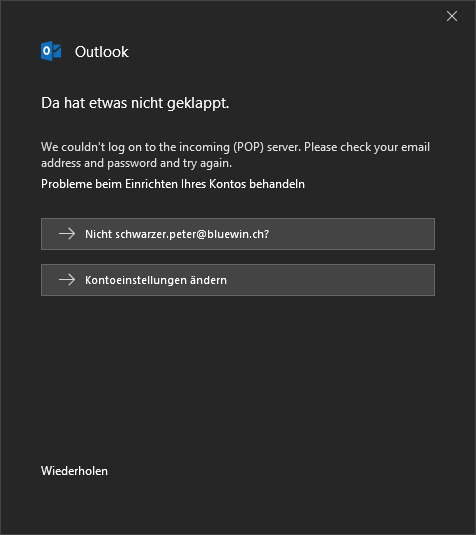 Outlook
Da hat etwas nicht geklappt.
We couldn't log on to the incoming (POP) server. Please check your email
address and password and try again.
Probleme beim Einrichten Ihres Kontos behandeln
Nicht schwarzer.peter@bluewin.ch?
Kontoeinstellungen ändern
Wiederholen